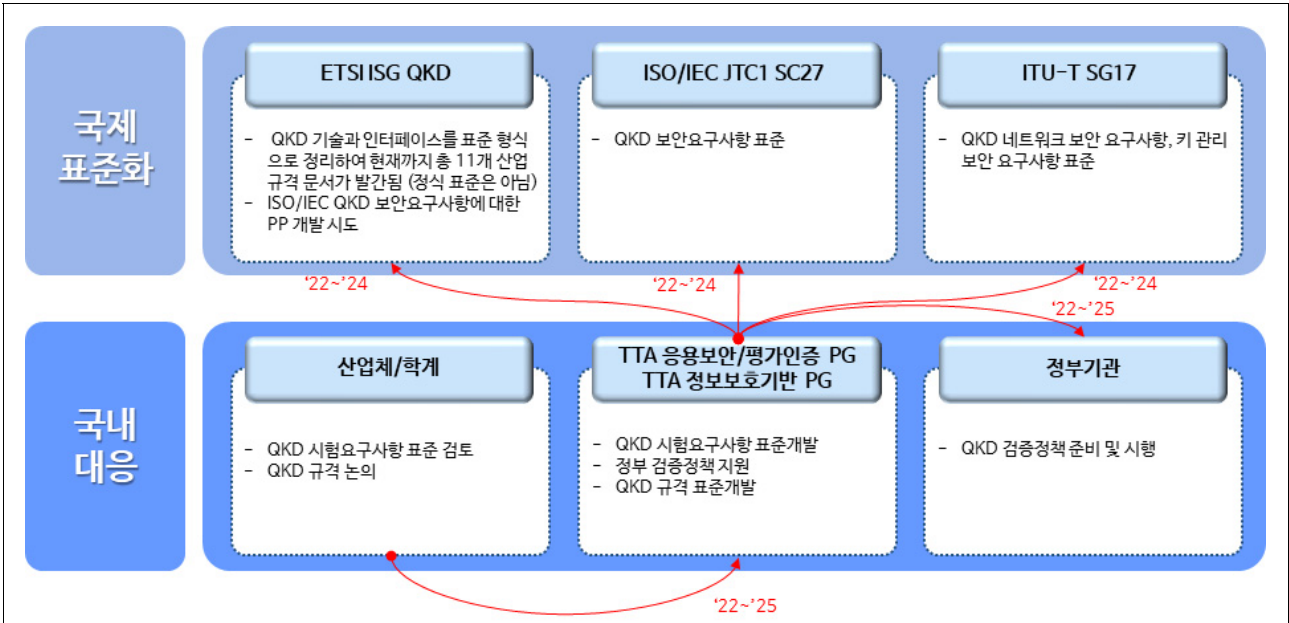 국제
표준화
ETSI ISG QKD
- QKD 기술과 인터페이스를 표준 형식
으로 정리하여 현재까지 총 11개 산업
규격 문서가 발간됨 (정식 표준은 아님)
- ISO/IEC QKD 보안요구사항에 대한
PP 개발 시도
ISO/IEC JTC1 SC27
- QKD 보안요구사항 표준
ITU-T SG17
- QKD 네트워크 보안 요구사항, 키 관리
보안 요구사항 표준
‘22~’24
‘22~’24
‘22~’24
‘22~’25
국내
대응
산업체/학계
- QKD 시험요구사항 표준 검토
- QKD 규격 논의
TTA 응용보안/평가인증 PG
TTA 정보보호기반 PG
- QKD 시험요구사항 표준개발
- 정부 검증정책 지원
- QKD 규격 표준개발
정부기관
- QKD 검증정책 준비 및 시행
‘22~’25